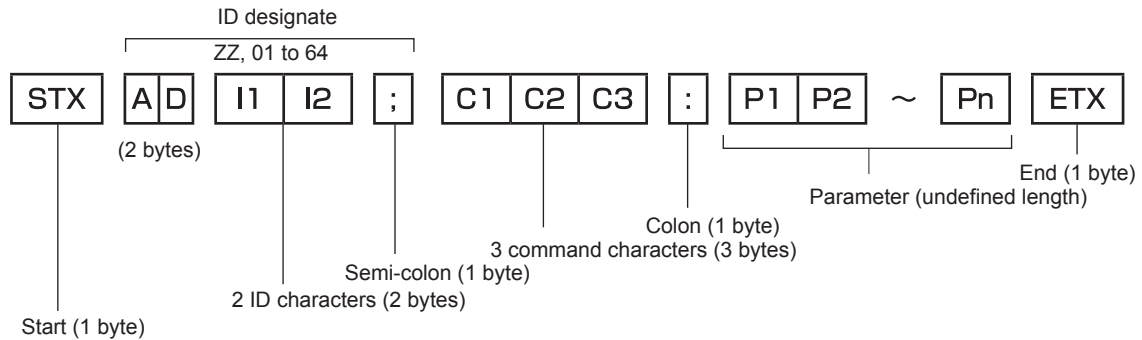 ID designate
ZZ, 01 to 64
STX A D I1 I2 ; C1 C2 C3 : P1 P2 ～ Pn ETX
(2 bytes)
End (1 byte)
Parameter (undefined length)
Colon (1 byte)
3 command characters (3 bytes)
Semi-colon (1 byte)
2 ID characters (2 bytes)
Start (1 byte)